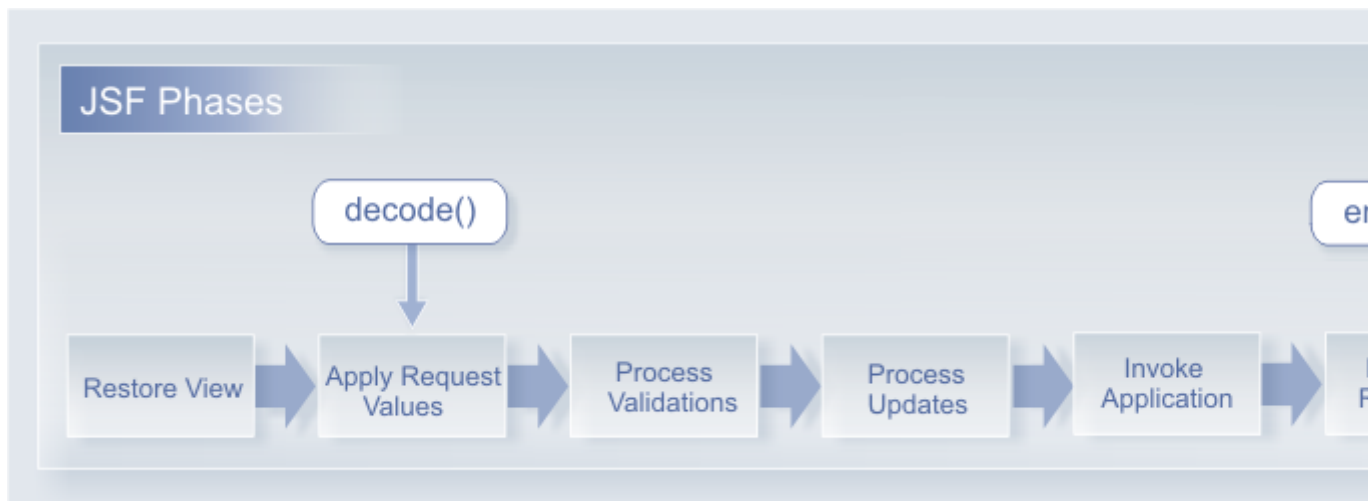 JSF Phases
decode()
Restore View
Apply Request
Values
Process
Validations
Process
Updates
Invoke
Application